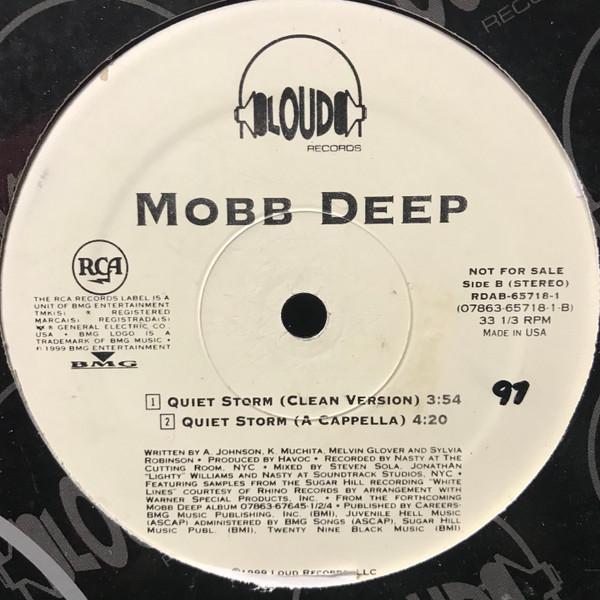 LOUD
RECORDS
MOBB DEEP
RCA
THE RCA RECORDS LABEL IS A
UNIT OF BMG ENTERTAINMENT
TMK(S) ® REGISTERED
MARCA(S) REGISTRADA(S)
® GENERAL ELECTRIC CO.,
USA • BMG LOGO IS A
TRADEMARK OF BMG MUSIC •
© 1999 BMG ENTERTAINMENT
BMG
NOT FOR SALE
SIDE B (STEREO)
RDAB-65718-1
(07863-65718-1-B)
33 1/3 RPM
MADE IN USA
1 QUIET STORM (CLEAN VERSION) 3:54
2 QUIET STORM (A CAPPELLA) 4:20
97
WRITTEN BY A. JOHNSON, K. MUCHITA, MELVIN GLOVER AND SYLVIA
ROBINSON • PRODUCED BY HAVOC • RECORDED BY NASTY AT THE
CUTTING ROOM, NYC • MIXED BY STEVEN SOLA, JONATHAN
"LIGHTY" WILLIAMS AND NASTY AT SOUNDTRACK STUDIOS, NYC •
FEATURING SAMPLES FROM THE SUGAR HILL RECORDING "WHITE
LINES" COURTESY OF RHINO RECORDS BY ARRANGEMENT WITH
WARNER SPECIAL PRODUCTS, INC. • FROM THE FORTHCOMING
MOBB DEEP ALBUM 07863-67645-1/2/4 • PUBLISHED BY CAREERS-
BMG MUSIC PUBLISHING, INC. (BMI), JUVENILE HELL MUSIC
(ASCAP) ADMINISTERED BY BMG SONGS (ASCAP), SUGAR HILL
MUSIC PUBL. (BMI), TWENTY NINE BLACK MUSIC (BMI)
©1999 LOUD RECORDS LLC